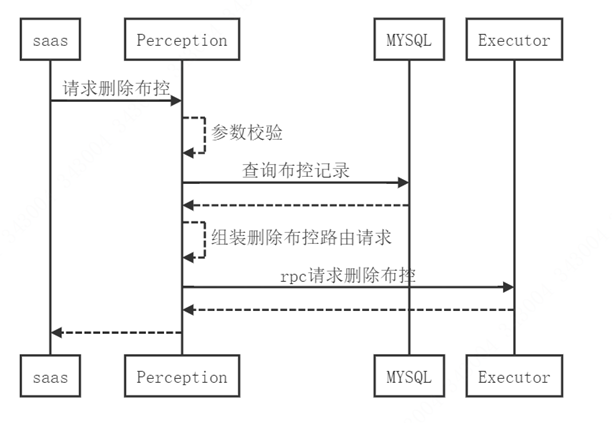 saas
Perception
MYSQL
Executor
请求删除布控
参数校验
查询布控记录
组装删除布控路由请求
rpc请求删除布控
saas
Perception
MYSQL
Executor